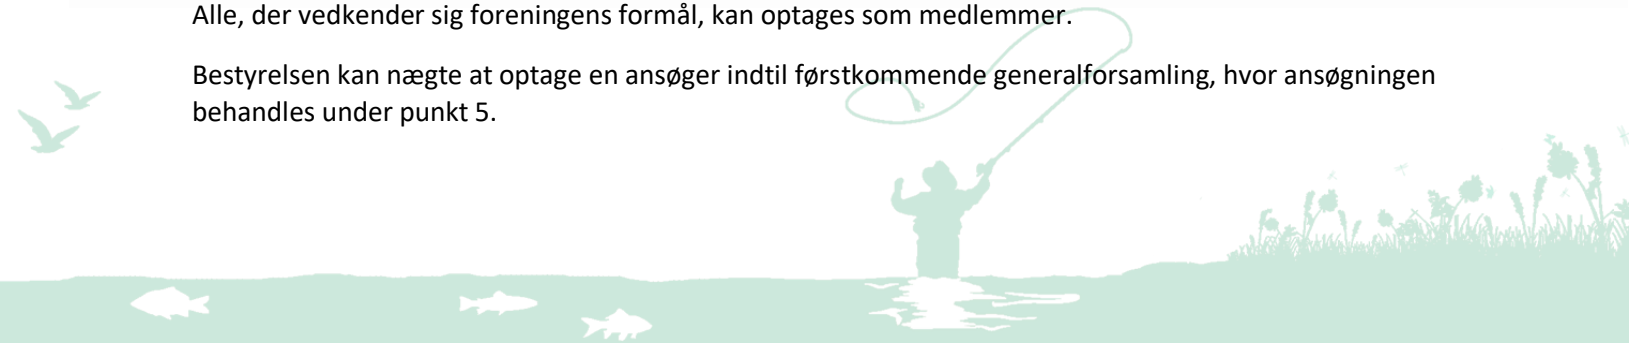 Alle, der vedkender sig foreningens formål, kan optages som medlemmer.
Bestyrelsen kan nægte at optage en ansøger indtil førstkommende generalforsamling, hvor ansøgningen
behandles under punkt 5.